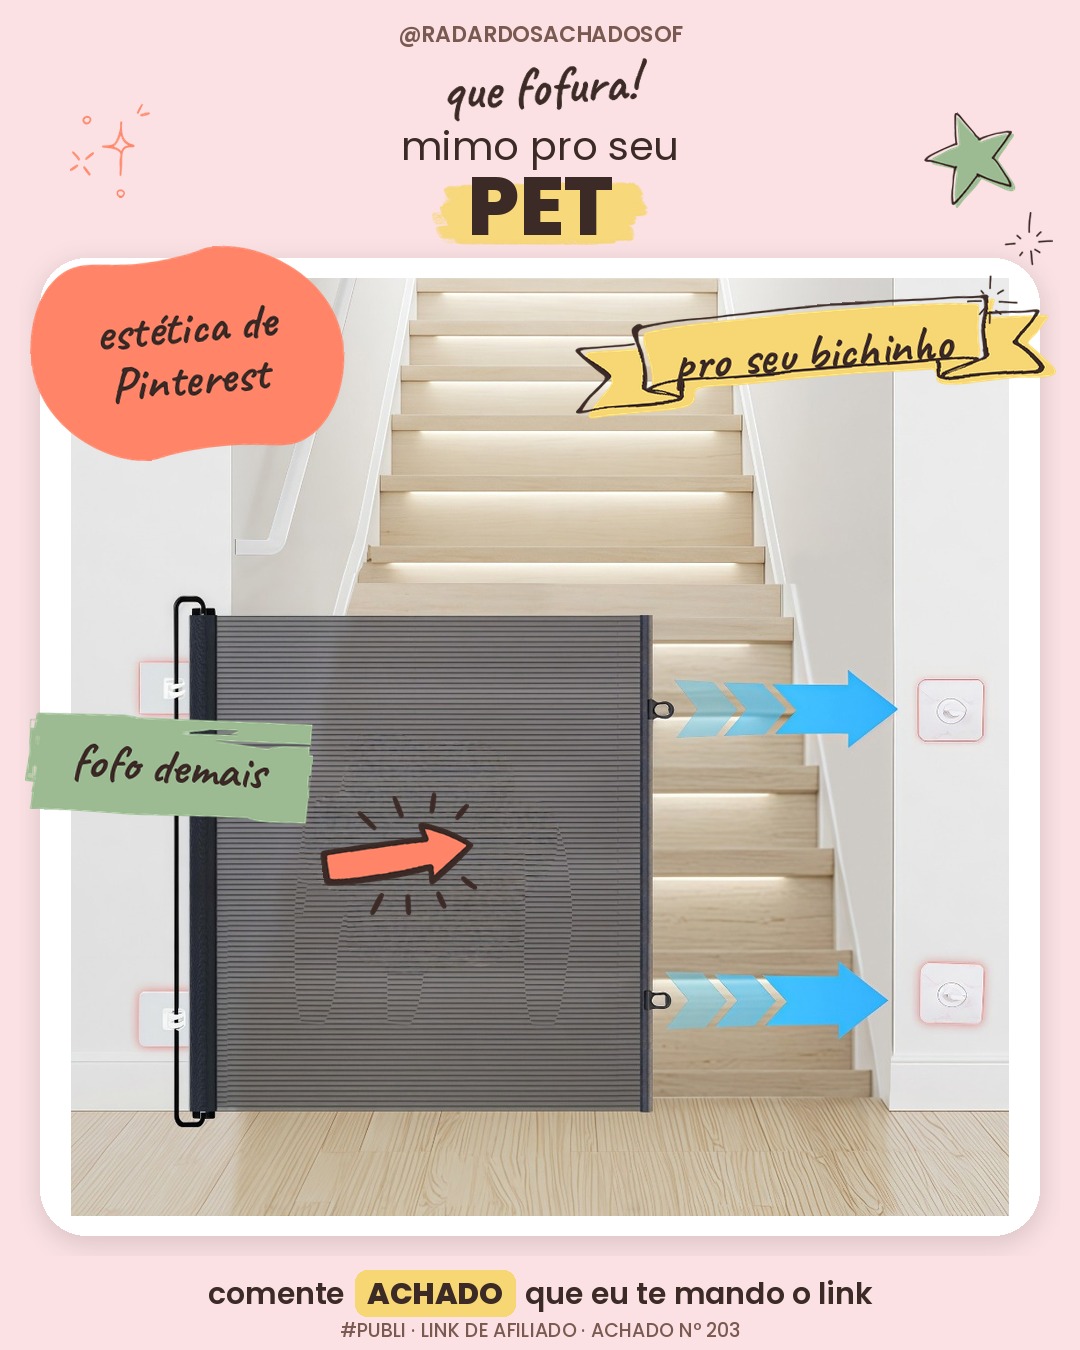 @RADARDOSACHADOSOF
que fofura!
mimo pro seu
PET
estética de
Pinterest
pro seu bichinho
fofo demais
comente ACHADO que eu te mando o link
#PUBLI · LINK DE AFILIADO · ACHADO Nº 203